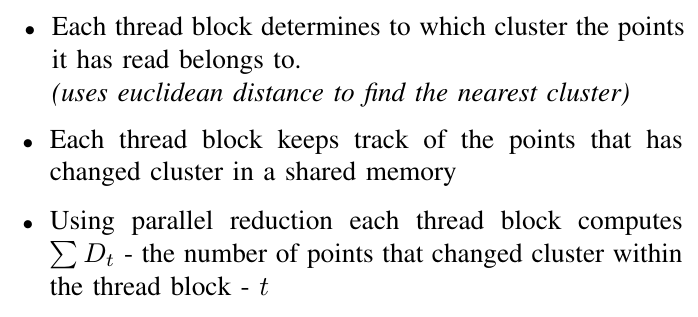 • Each thread block determines to which cluster the points
it has read belongs to.
(uses euclidean distance to find the nearest cluster)
• Each thread block keeps track of the points that has
changed cluster in a shared memory
• Using parallel reduction each thread block computes
∑ Dₜ - the number of points that changed cluster within
the thread block - t